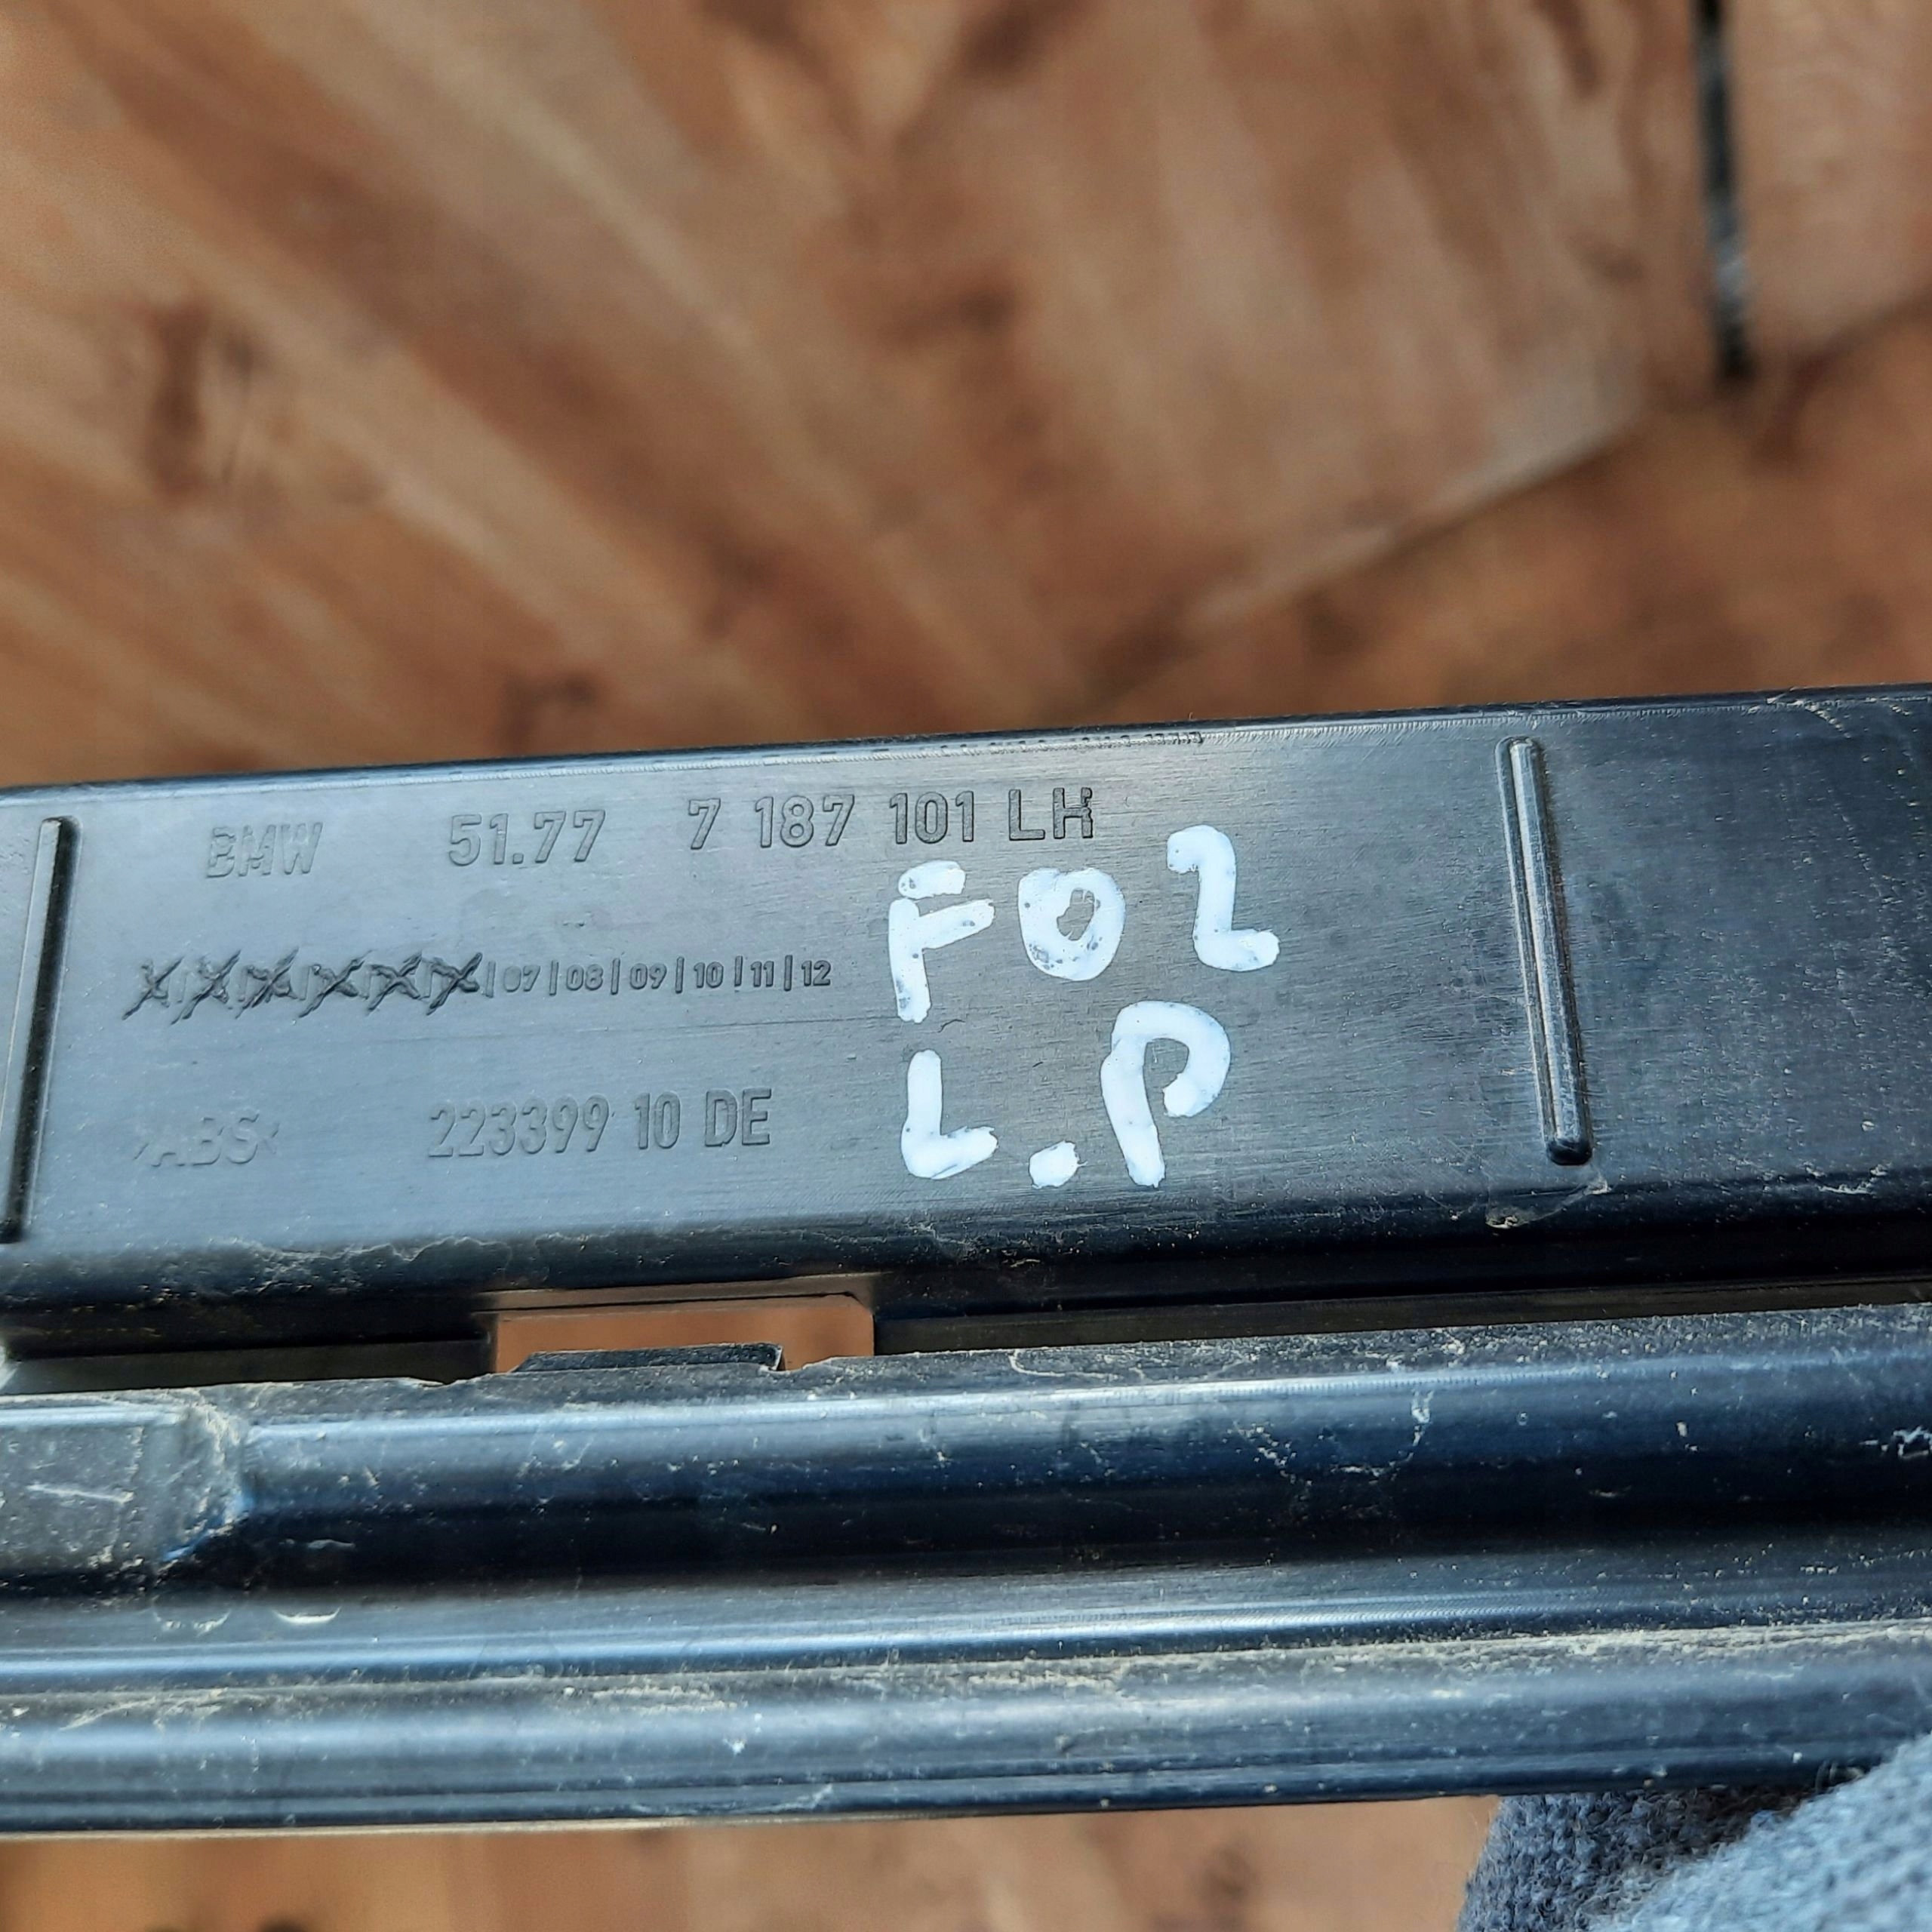 BMW 51.77 7 187 101 LH
F02
|07|08|09|10|11|12
L.P
>ABS< 223399 10 DE